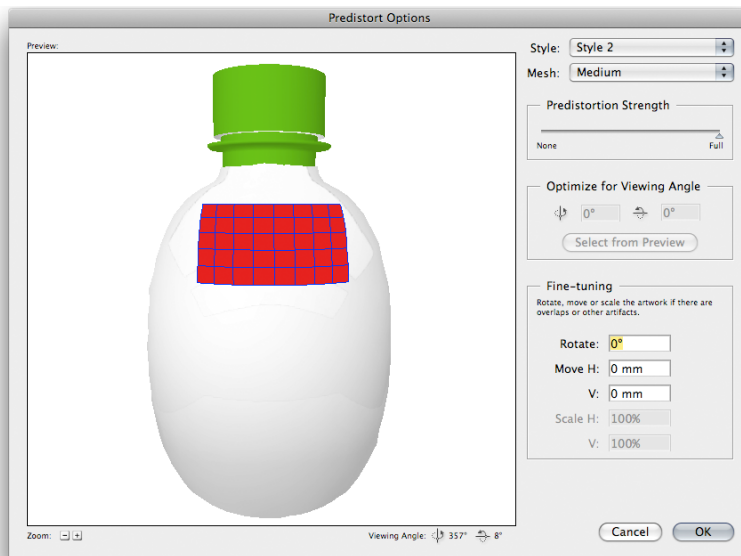 Predistort Options
Preview:
Style: Style 2
Mesh: Medium
Predistortion Strength
None Full
Optimize for Viewing Angle
0° 0°
Select from Preview
Fine-tuning
Rotate, move or scale the artwork if there are
overlaps or other artifacts.
Rotate: 0°
Move H: 0 mm
V: 0 mm
Scale H: 100%
V: 100%
Zoom: - + Viewing Angle: 357° 8°
Cancel OK